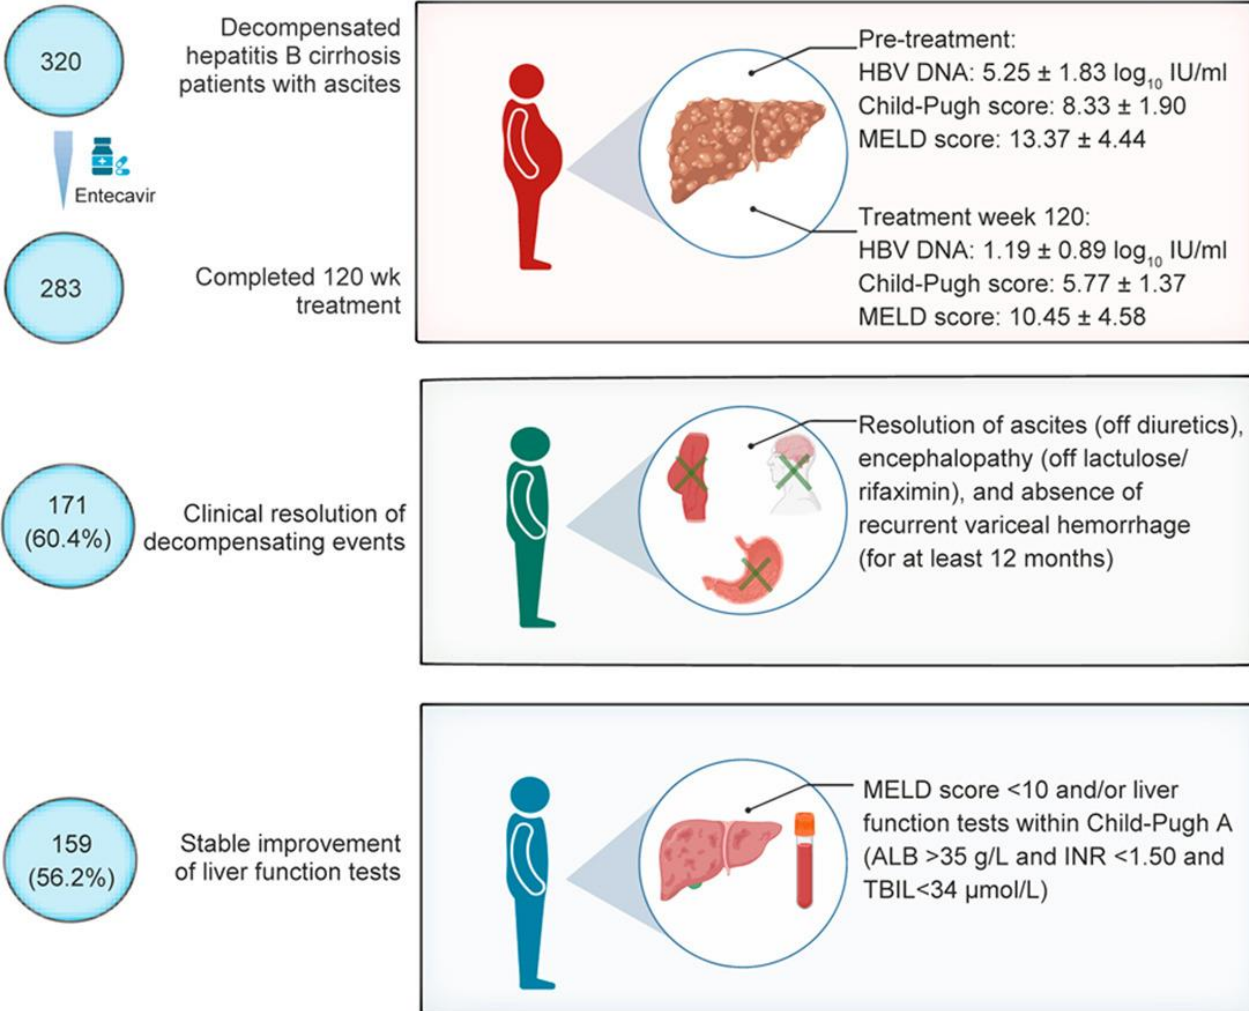 320
Decompensated
hepatitis B cirrhosis
patients with ascites
Entecavir
283
Completed 120 wk
treatment
Pre-treatment:
HBV DNA: 5.25 ± 1.83 log₁₀ IU/ml
Child-Pugh score: 8.33 ± 1.90
MELD score: 13.37 ± 4.44
Treatment week 120:
HBV DNA: 1.19 ± 0.89 log₁₀ IU/ml
Child-Pugh score: 5.77 ± 1.37
MELD score: 10.45 ± 4.58
171
(60.4%)
Clinical resolution of
decompensating events
Resolution of ascites (off diuretics),
encephalopathy (off lactulose/
rifaximin), and absence of
recurrent variceal hemorrhage
(for at least 12 months)
159
(56.2%)
Stable improvement
of liver function tests
MELD score <10 and/or liver
function tests within Child-Pugh A
(ALB >35 g/L and INR <1.50 and
TBIL<34 μmol/L)